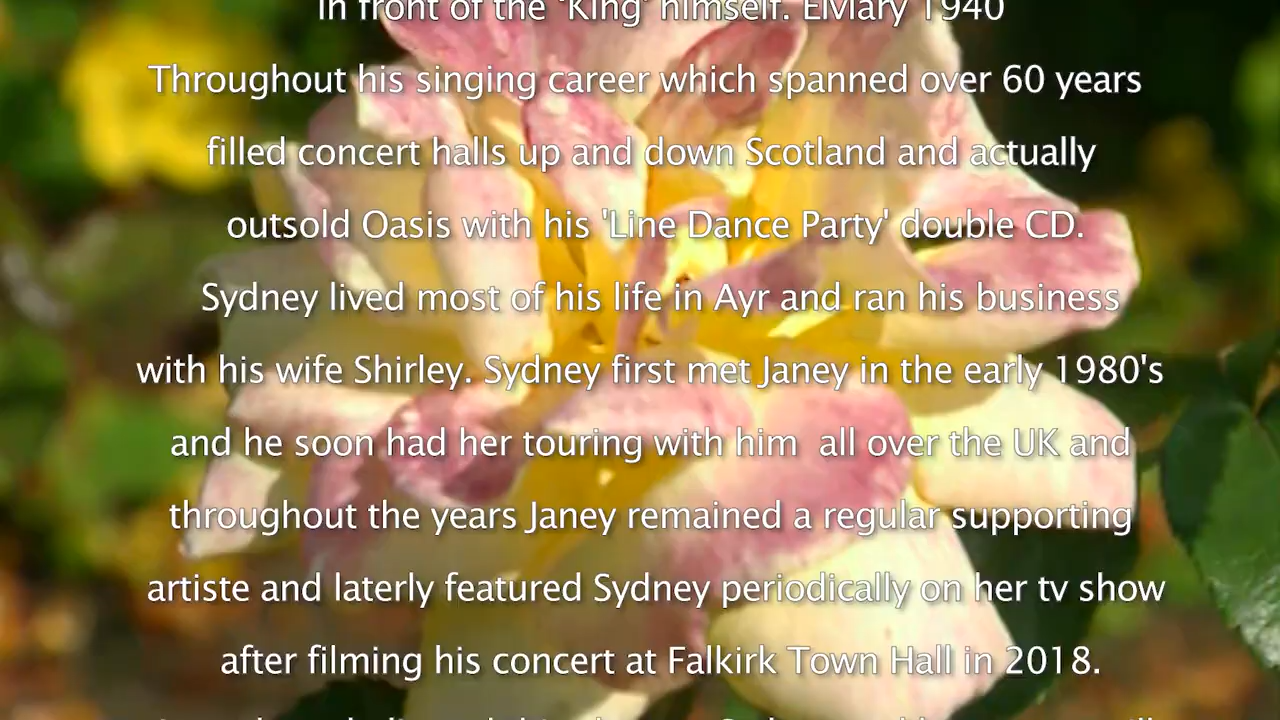 in front of the 'King' himself. ElMary 1940
Throughout his singing career which spanned over 60 years
filled concert halls up and down Scotland and actually
outsold Oasis with his 'Line Dance Party' double CD.
Sydney lived most of his life in Ayr and ran his business
with his wife Shirley. Sydney first met Janey in the early 1980's
and he soon had her touring with him  all over the UK and
throughout the years Janey remained a regular supporting
artiste and laterly featured Sydney periodically on her tv show
after filming his concert at Falkirk Town Hall in 2018.